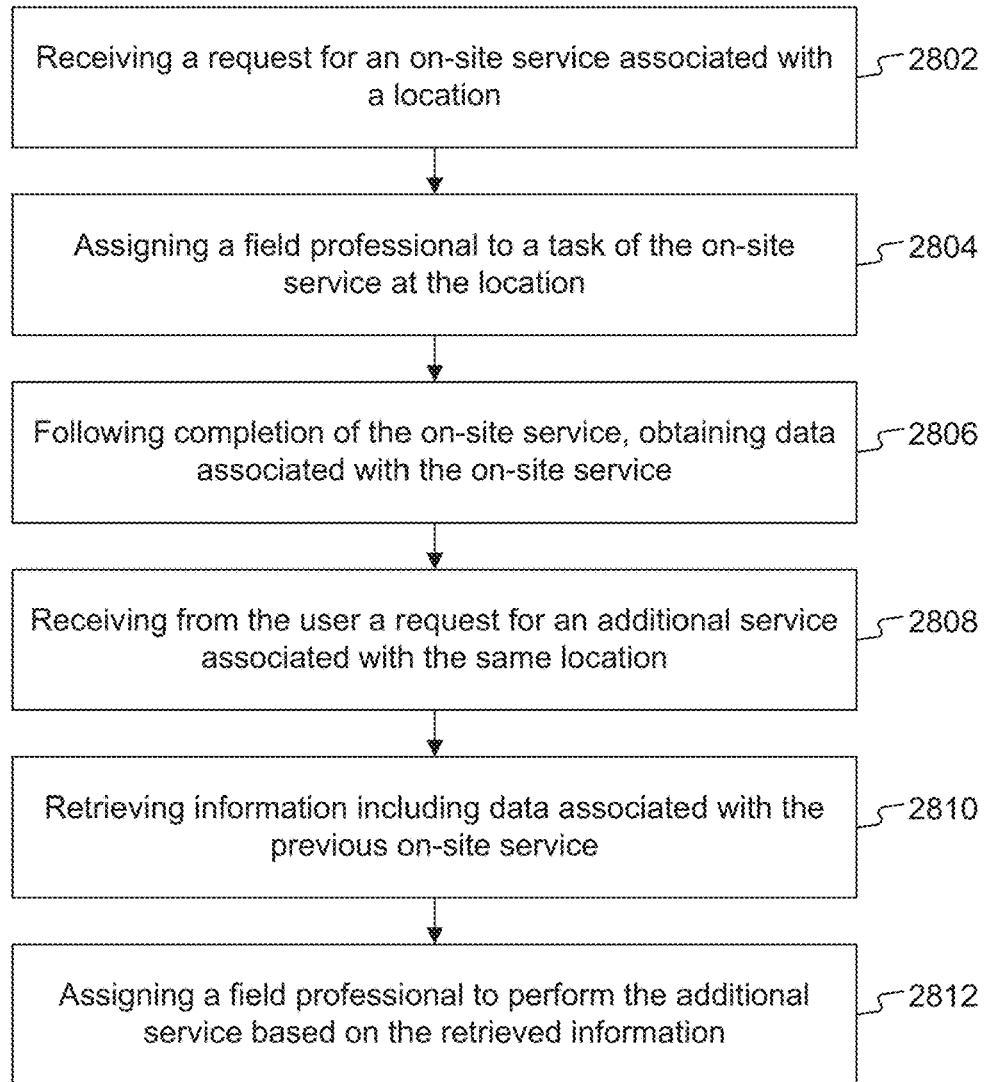 Receiving a request for an on-site service associated with
a location
2802
Assigning a field professional to a task of the on-site
service at the location
2804
Following completion of the on-site service, obtaining data
associated with the on-site service
2806
Receiving from the user a request for an additional service
associated with the same location
2808
Retrieving information including data associated with the
previous on-site service
2810
Assigning a field professional to perform the additional
service based on the retrieved information
2812